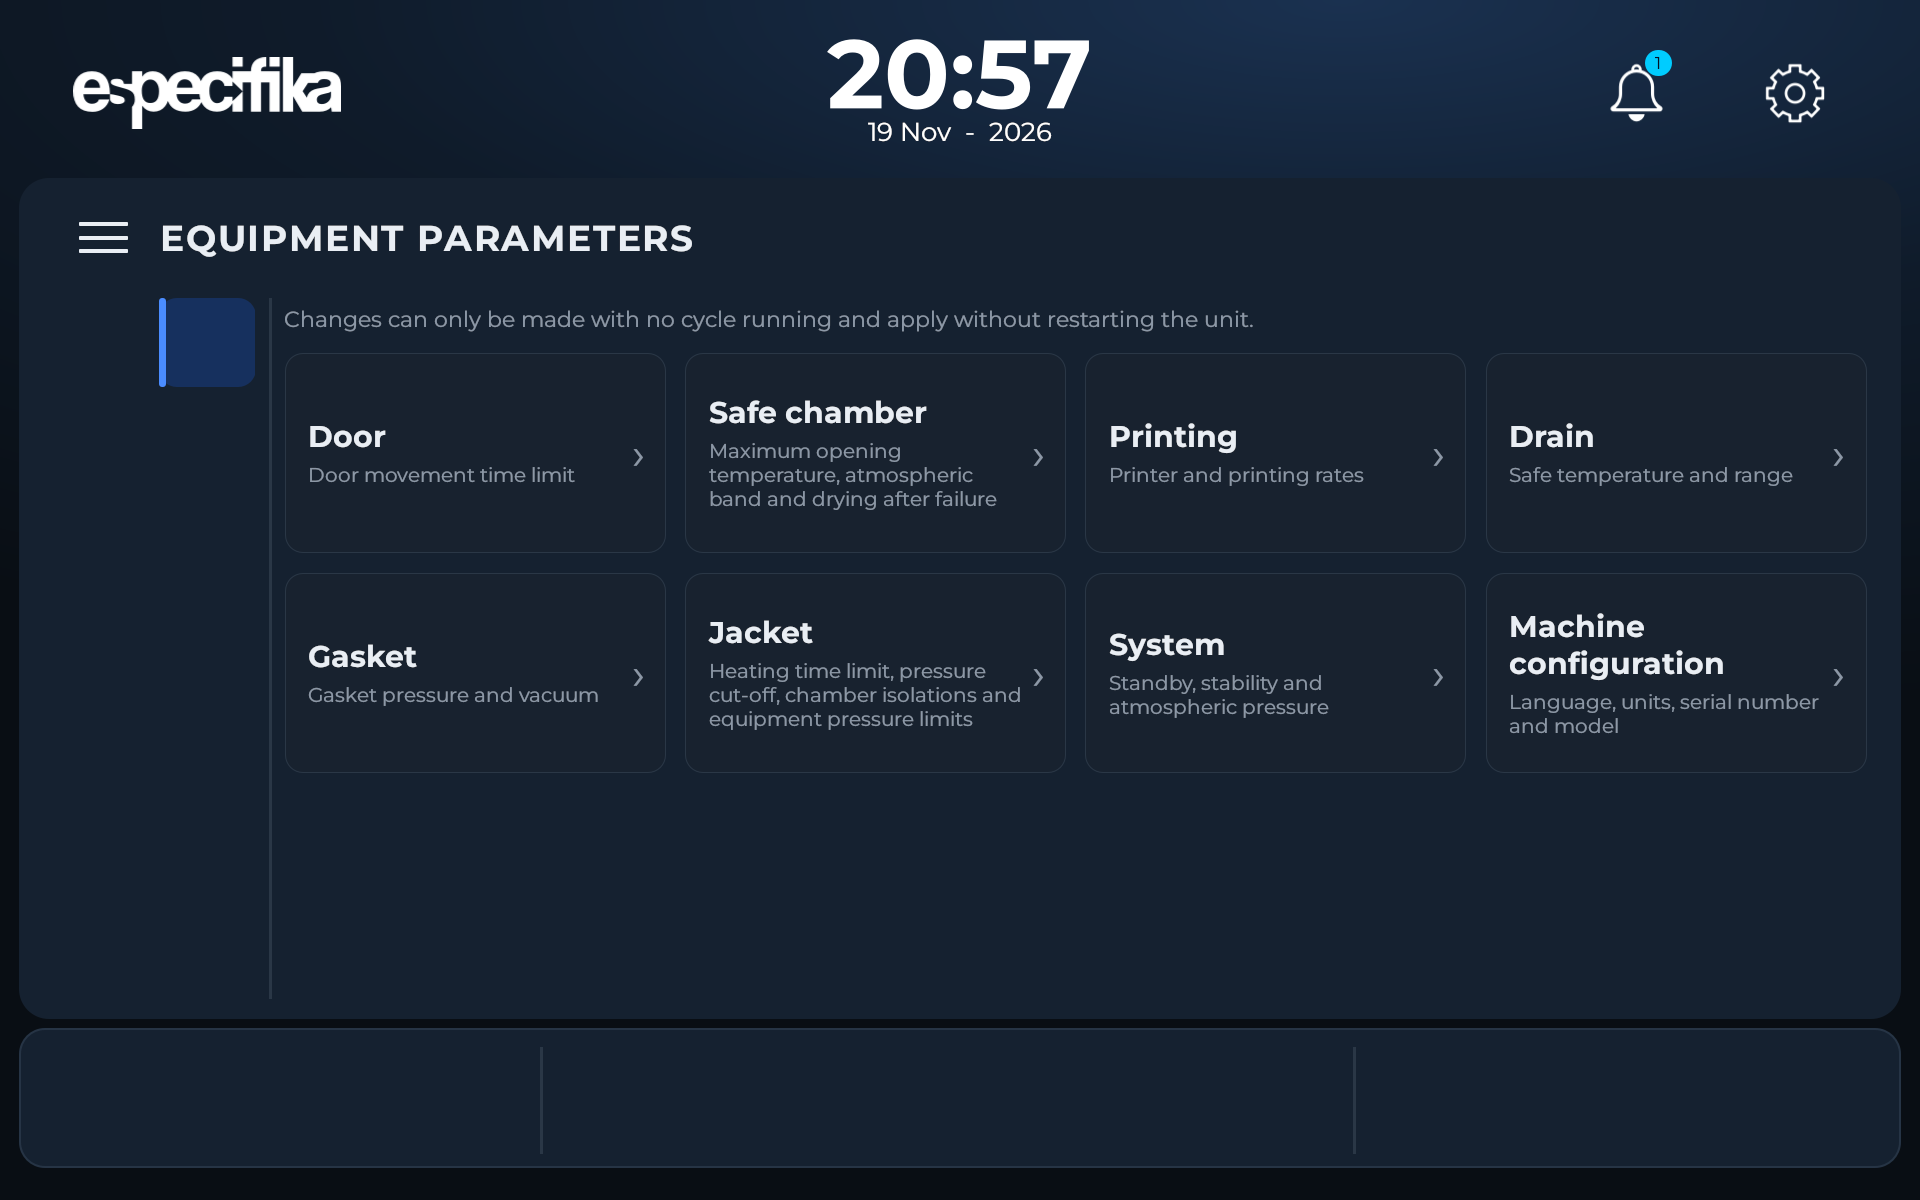 especifika
20:57
19 Nov - 2026
1
EQUIPMENT PARAMETERS
Changes can only be made with no cycle running and apply without restarting the unit.
Door
Door movement time limit
›
Safe chamber
Maximum opening
temperature, atmospheric
band and drying after failure
›
Printing
Printer and printing rates
›
Drain
Safe temperature and range
›
Gasket
Gasket pressure and vacuum
›
Jacket
Heating time limit, pressure
cut-off, chamber isolations and
equipment pressure limits
›
System
Standby, stability and
atmospheric pressure
›
Machine
configuration
Language, units, serial number
and model
›